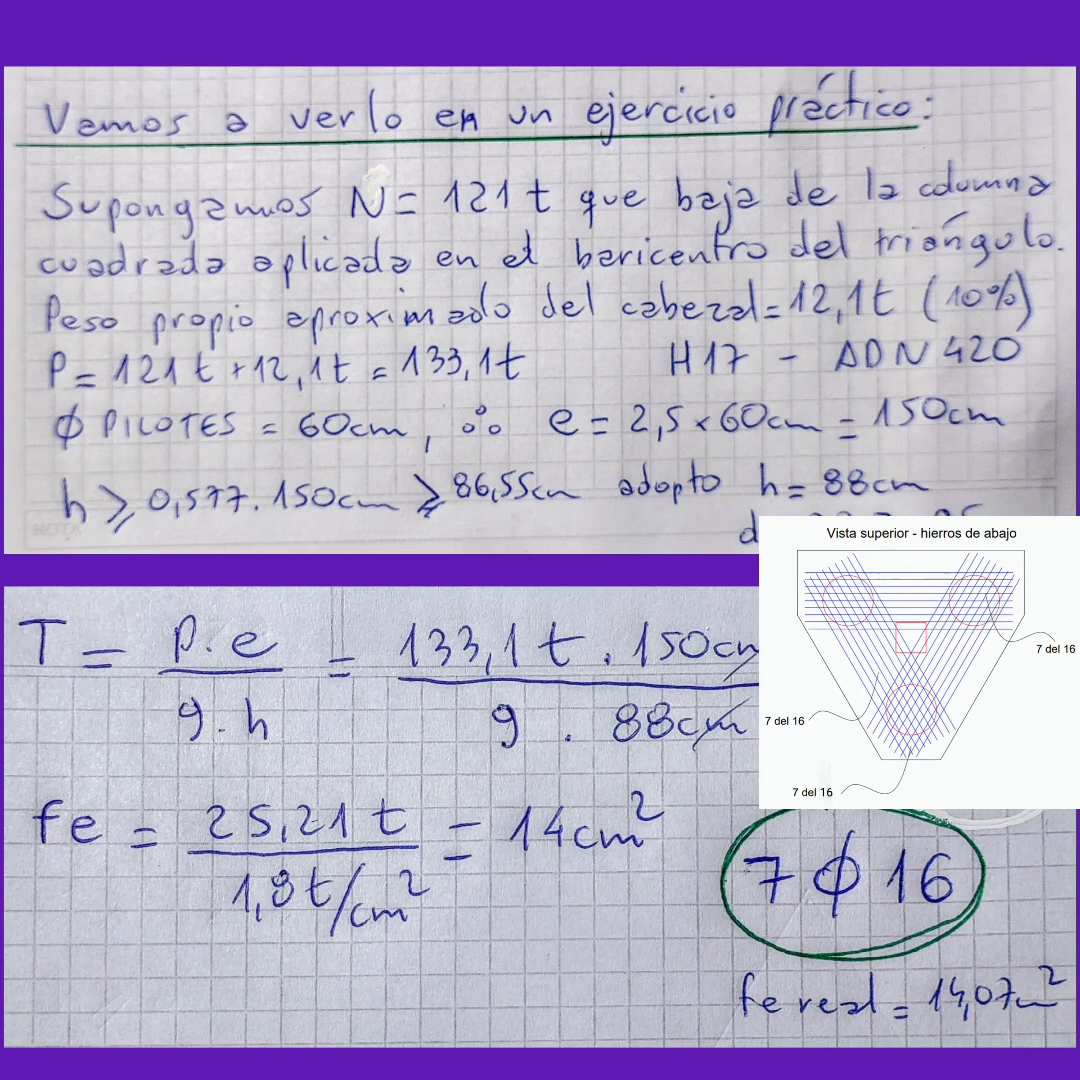 Vamos a verlo en un ejercicio práctico:
Supongamos N = 121 t que baja de la columna
cuadrada aplicada en el baricentro del triángulo.
Peso propio aproximado del cabezal = 12,1t (10%)
P = 121 t + 12,1t = 133,1t H17 - ADN 420
φ PILOTES = 60cm, ∴ e = 2,5 x 60cm = 150cm
h ⩾ 0,577 . 150cm ⩾ 86,55cm adopto h = 88cm
NOTA
Vista superior - hierros de abajo
7 del 16
7 del 16
7 del 16
T = P.e / 9.h = 133,1 t . 150cm / 9 . 88cm
fe = 25,21 t / 1,8 t/cm² = 14cm²
7 φ 16
fe real = 14,07cm²